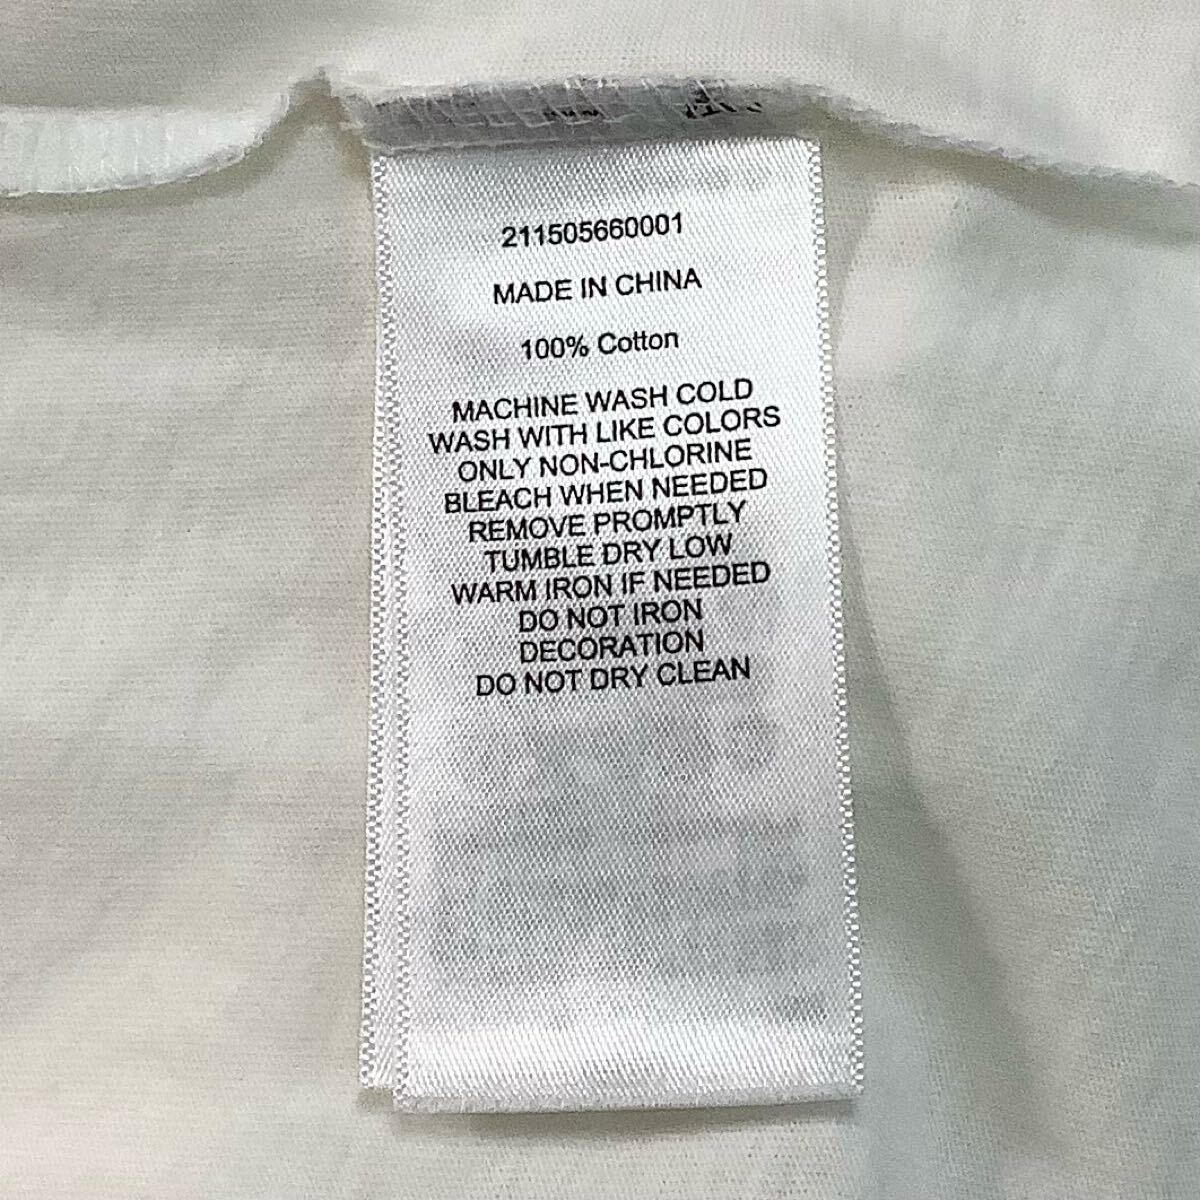 211505660001
MADE IN CHINA
100% Cotton
MACHINE WASH COLD
WASH WITH LIKE COLORS
ONLY NON-CHLORINE
BLEACH WHEN NEEDED
REMOVE PROMPTLY
TUMBLE DRY LOW
WARM IRON IF NEEDED
DO NOT IRON
DECORATION
DO NOT DRY CLEAN